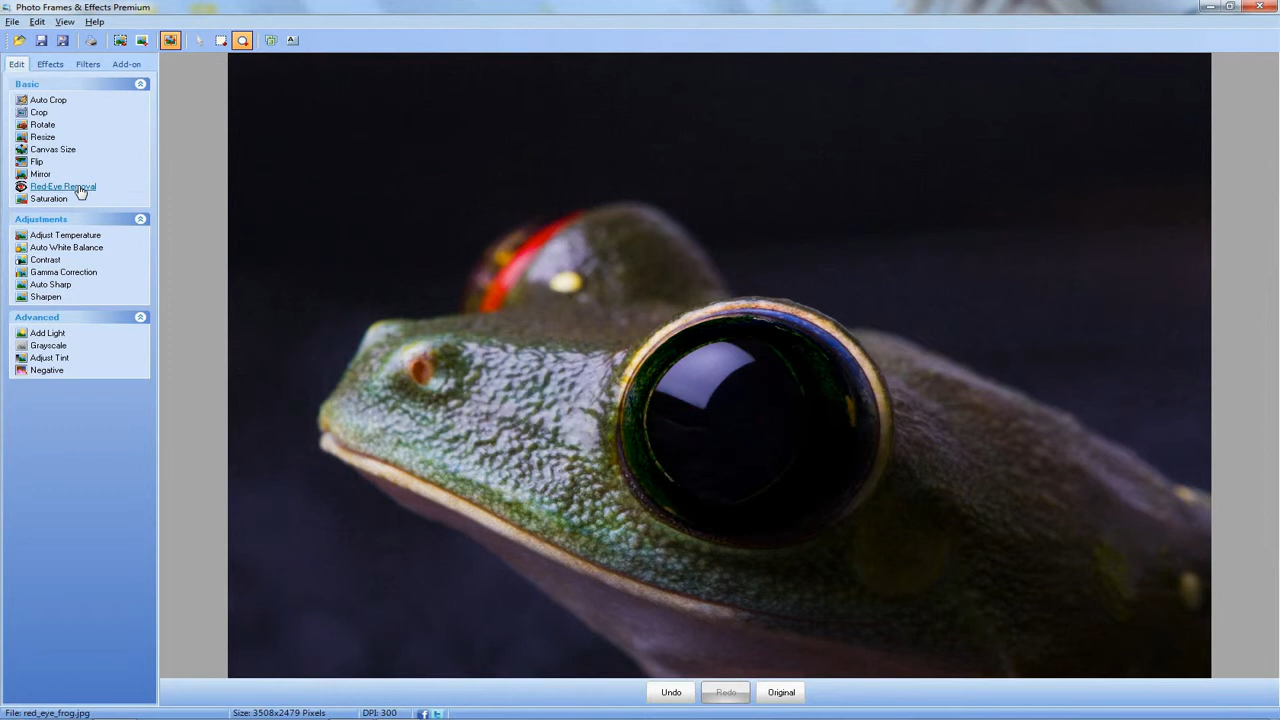 Photo Frames & Effects Premium
File Edit View Help
Edit Effects Filters Add-on
Basic
Auto Crop
Crop
Rotate
Resize
Canvas Size
Flip
Mirror
Red-Eye Removal
Saturation
Adjustments
Adjust Temperature
Auto White Balance
Contrast
Gamma Correction
Auto Sharp
Sharpen
Advanced
Add Light
Grayscale
Adjust Tint
Negative
Undo Redo Original
File: red_eye_frog.jpg Size: 3508x2479 Pixels DPI: 300